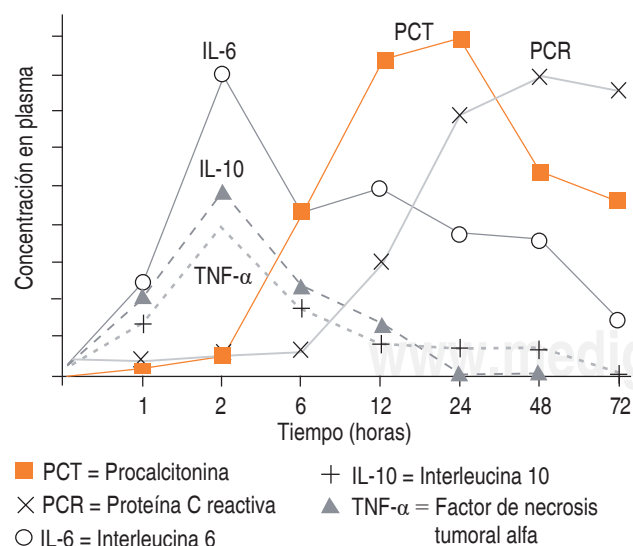 PCT
PCR
IL-6
IL-10
TNF-α
Concentración en plasma
1 2 6 12 24 48 72
Tiempo (horas)
PCT = Procalcitonina
PCR = Proteína C reactiva
IL-6 = Interleucina 6
IL-10 = Interleucina 10
TNF-α = Factor de necrosis
tumoral alfa
www.medig